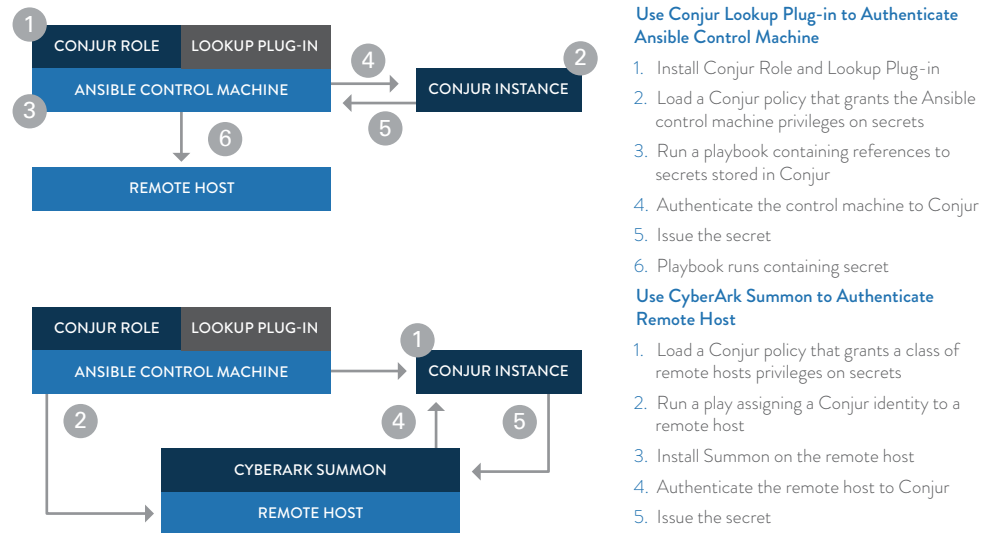 1
CONJUR ROLE
LOOKUP PLUG-IN
ANSIBLE CONTROL MACHINE
3
4
2
CONJUR INSTANCE
5
6
REMOTE HOST
Use Conjur Lookup Plug-in to Authenticate
Ansible Control Machine
1. Install Conjur Role and Lookup Plug-in
2. Load a Conjur policy that grants the Ansible
control machine privileges on secrets
3. Run a playbook containing references to
secrets stored in Conjur
4. Authenticate the control machine to Conjur
5. Issue the secret
6. Playbook runs containing secret
CONJUR ROLE
LOOKUP PLUG-IN
ANSIBLE CONTROL MACHINE
1
CONJUR INSTANCE
2
4
5
CYBERARK SUMMON
REMOTE HOST
Use CyberArk Summon to Authenticate
Remote Host
1. Load a Conjur policy that grants a class of
remote hosts privileges on secrets
2. Run a play assigning a Conjur identity to a
remote host
3. Install Summon on the remote host
4. Authenticate the remote host to Conjur
5. Issue the secret